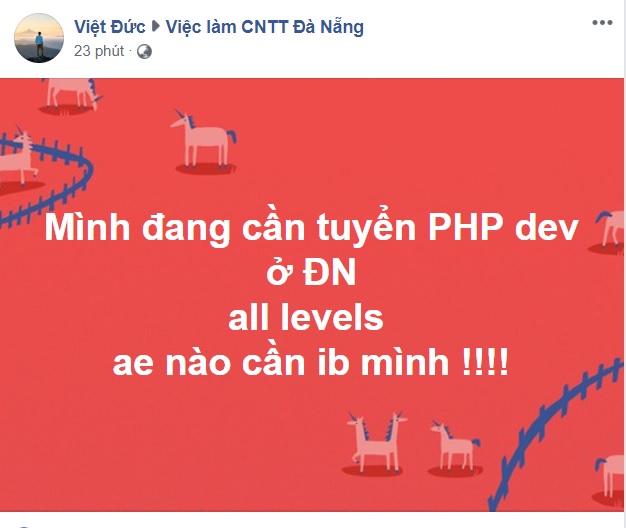 Việt Đức ▶ Việc làm CNTT Đà Nẵng
23 phút ·
Mình đang cần tuyển PHP dev
ở ĐN
all levels
ae nào cần ib mình !!!!